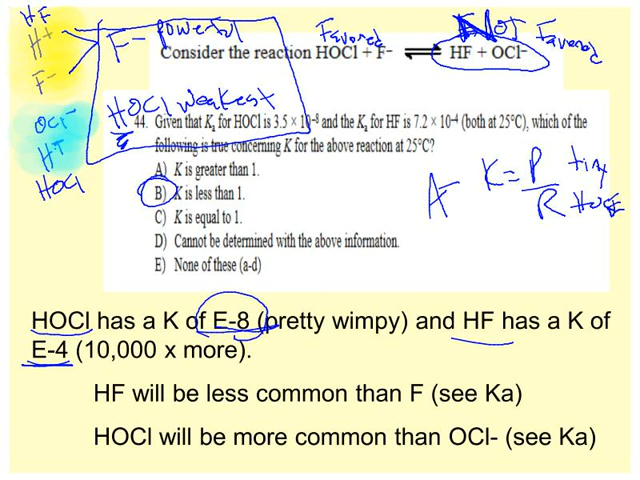 HF
H+
F-
OCl-
H+
HOCl
F- Powerful
HOCl weakest
Favored
Not Favored
Consider the reaction HOCl + F- ⇌ HF + OCl-
44. Given that Ka for HOCl is 3.5 × 10-8 and the Ka for HF is 7.2 × 10-4 (both at 25°C), which of the
following is true concerning K for the above reaction at 25°C?
A) K is greater than 1.
B) K is less than 1.
C) K is equal to 1.
D) Cannot be determined with the above information.
E) None of these (a-d)
A-
K = P/R tiny
HOCl has a K of E-8 (pretty wimpy) and HF has a K of
E-4 (10,000 x more).
HF will be less common than F (see Ka)
HOCl will be more common than OCl- (see Ka)